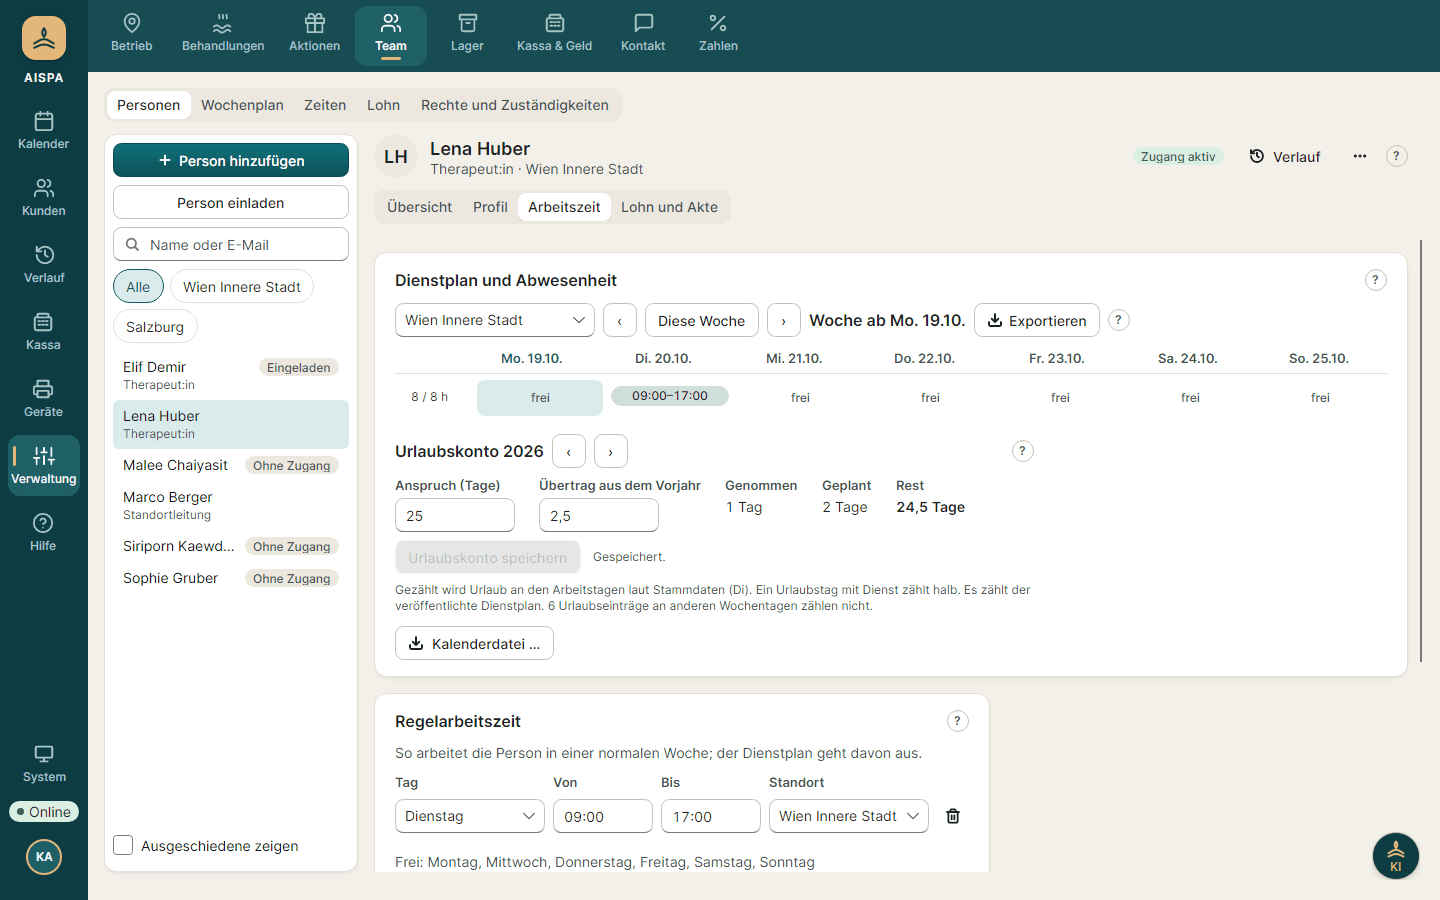 AISPA
Kalender
Kunden
Verlauf
Kassa
Geräte
Verwaltung
Hilfe
System
Online
KA
Betrieb
Behandlungen
Aktionen
Team
Lager
Kassa & Geld
Kontakt
Zahlen
Personen
Wochenplan
Zeiten
Lohn
Rechte und Zuständigkeiten
Person hinzufügen
Person einladen
Name oder E-Mail
Alle
Wien Innere Stadt
Salzburg
Elif Demir
Eingeladen
Therapeut:in
Lena Huber
Therapeut:in
Malee Chaiyasit
Ohne Zugang
Marco Berger
Standortleitung
Siriporn Kaewd...
Ohne Zugang
Sophie Gruber
Ohne Zugang
Ausgeschiedene zeigen
LH
Lena Huber
Therapeut:in · Wien Innere Stadt
Zugang aktiv
Verlauf
?
Übersicht
Profil
Arbeitszeit
Lohn und Akte
Dienstplan und Abwesenheit
?
Wien Innere Stadt
‹
Diese Woche
›
Woche ab Mo. 19.10.
Exportieren
?
Mo. 19.10.
Di. 20.10.
Mi. 21.10.
Do. 22.10.
Fr. 23.10.
Sa. 24.10.
So. 25.10.
8 / 8 h
frei
09:00–17:00
frei
frei
frei
frei
frei
Urlaubskonto 2026
‹
›
?
Anspruch (Tage)
Übertrag aus dem Vorjahr
Genommen
Geplant
Rest
25
2,5
1 Tag
2 Tage
24,5 Tage
Urlaubskonto speichern
Gespeichert.
Gezählt wird Urlaub an den Arbeitstagen laut Stammdaten (Di). Ein Urlaubstag mit Dienst zählt halb. Es zählt der
veröffentlichte Dienstplan. 6 Urlaubseinträge an anderen Wochentagen zählen nicht.
Kalenderdatei ...
Regelarbeitszeit
?
So arbeitet die Person in einer normalen Woche; der Dienstplan geht davon aus.
Tag
Von
Bis
Standort
Dienstag
09:00
17:00
Wien Innere Stadt
Frei: Montag, Mittwoch, Donnerstag, Freitag, Samstag, Sonntag
KI